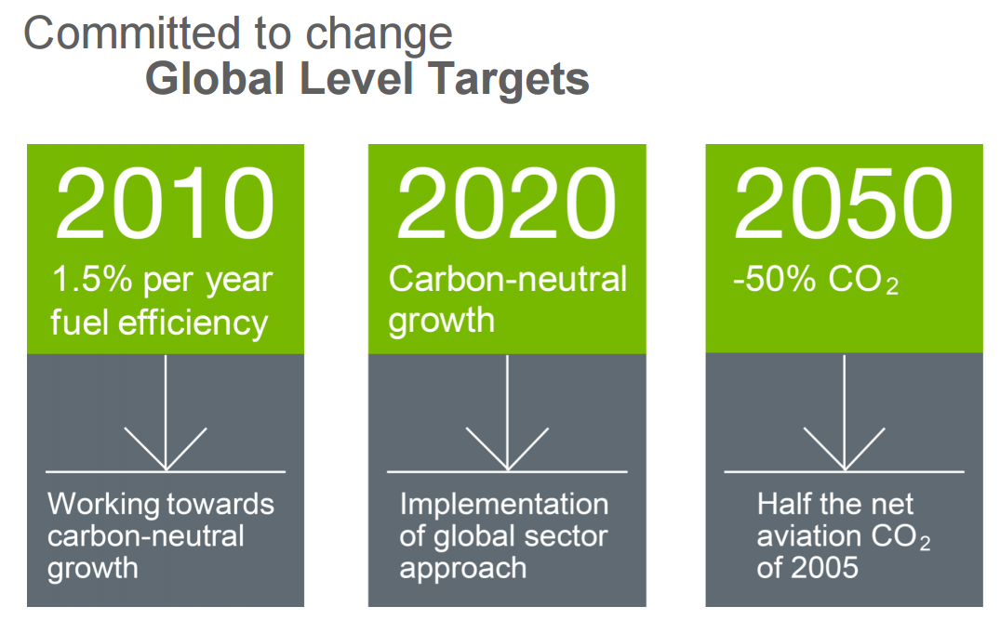 Committed to change
Global Level Targets
2010
1.5% per year
fuel efficiency
Working towards
carbon-neutral
growth
2020
Carbon-neutral
growth
Implementation
of global sector
approach
2050
-50% CO₂
Half the net
aviation CO₂
of 2005